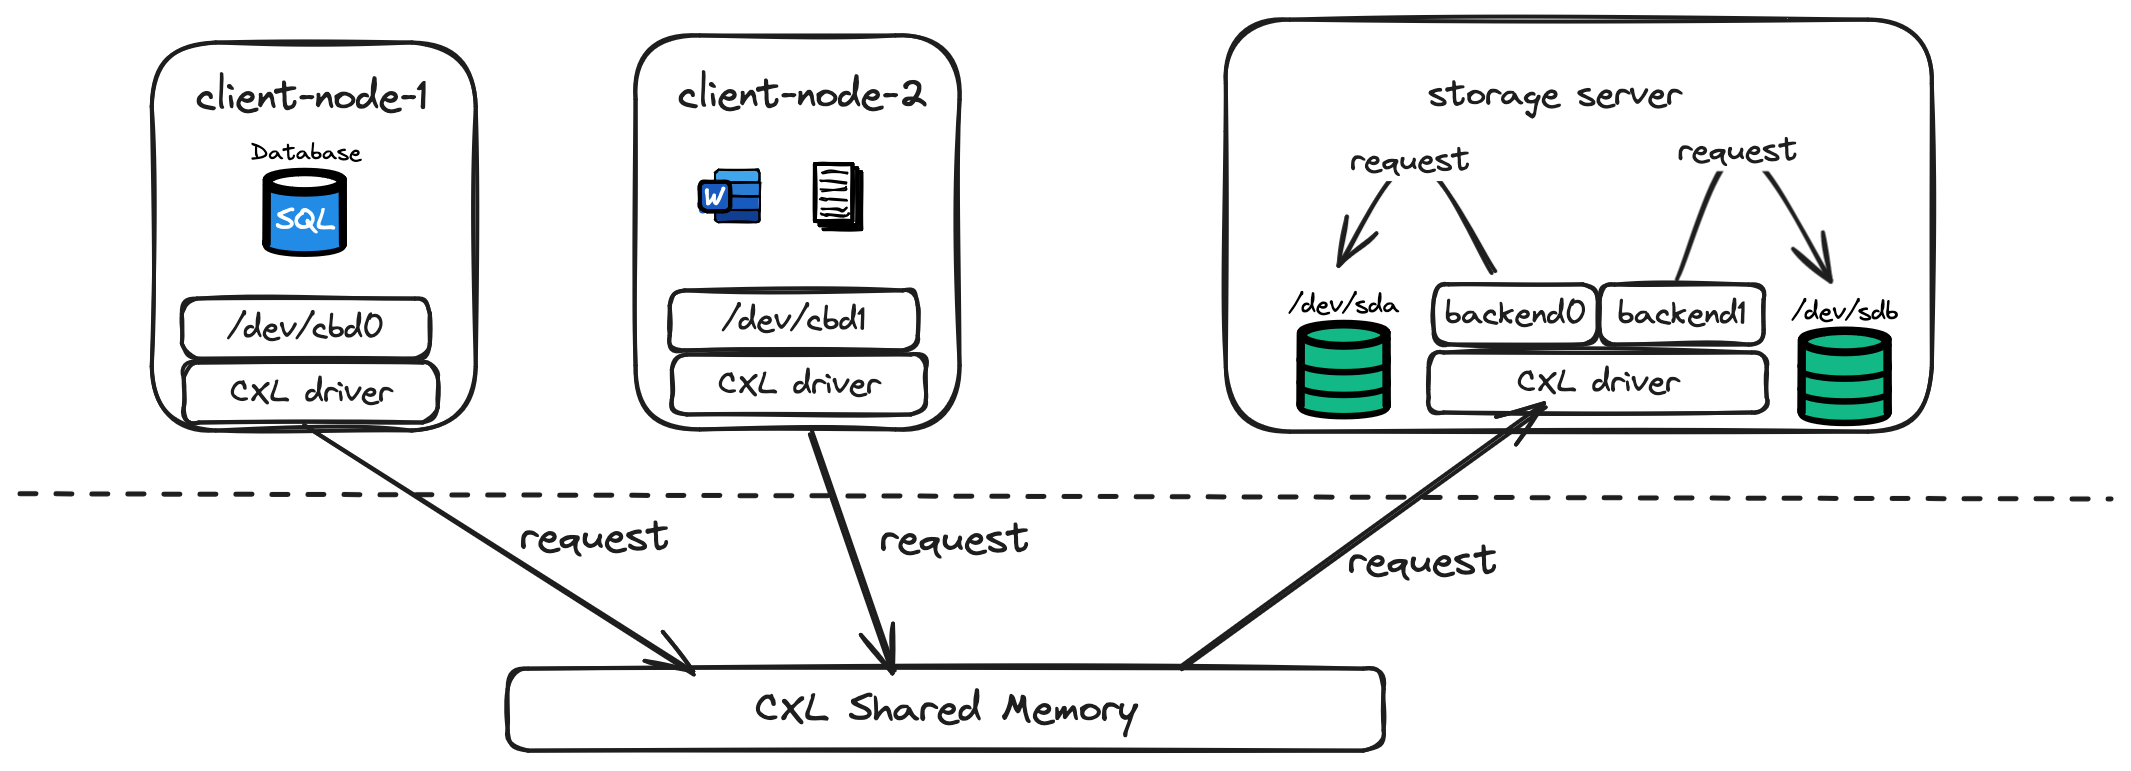 client-node-1
Database
SQL
/dev/cbd0
CXL driver
client-node-2
W
/dev/cbd1
CXL driver
storage server
request
request
/dev/sda
backend0
backend1
/dev/sdb
CXL driver
request
request
request
CXL Shared Memory